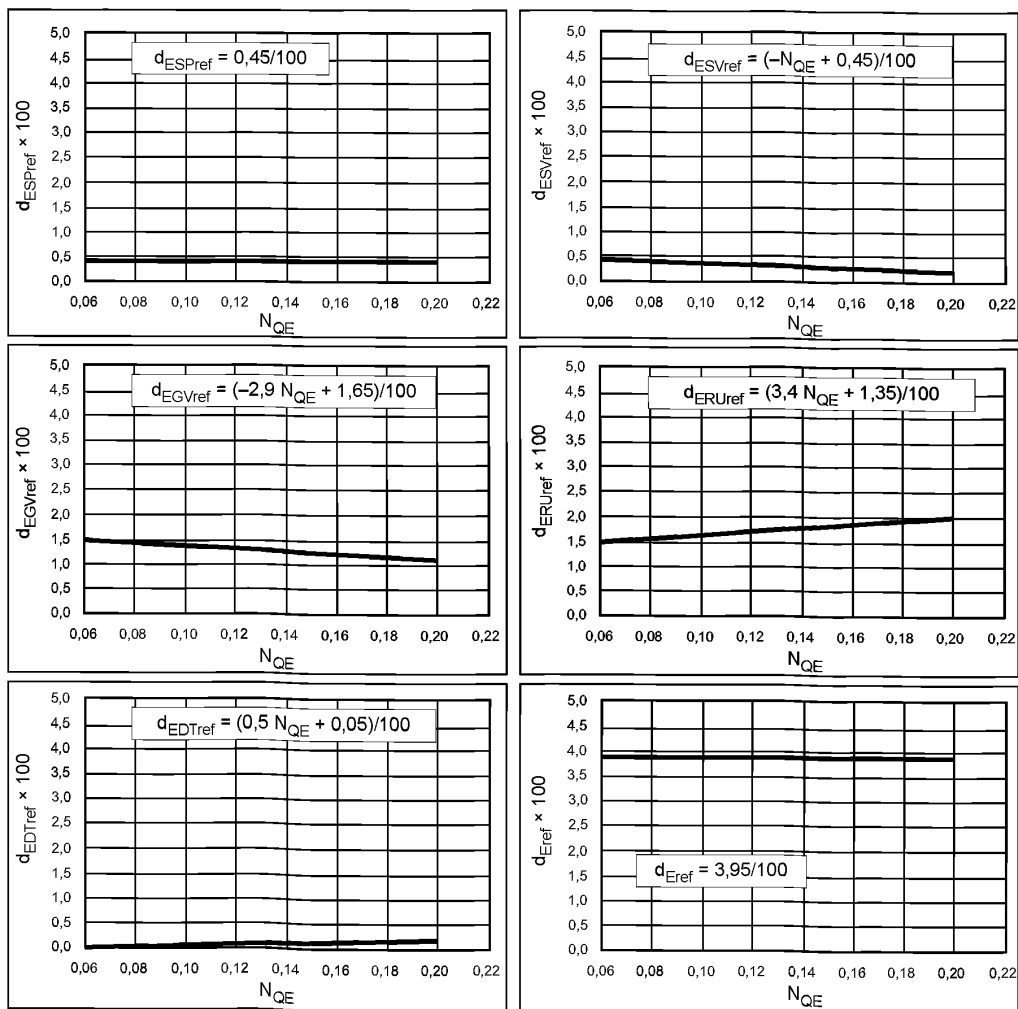 d_ESPref × 100
5,0
4,5
4,0
3,5
3,0
2,5
2,0
1,5
1,0
0,5
0,0
d_ESPref = 0,45/100
0,06 0,08 0,10 0,12 0,14 0,16 0,18 0,20 0,22
N_QE
d_ESVref × 100
5,0
4,5
4,0
3,5
3,0
2,5
2,0
1,5
1,0
0,5
0,0
d_ESVref = (–N_QE + 0,45)/100
0,06 0,08 0,10 0,12 0,14 0,16 0,18 0,20 0,22
N_QE
d_EGVref × 100
5,0
4,5
4,0
3,5
3,0
2,5
2,0
1,5
1,0
0,5
0,0
d_EGVref = (–2,9 N_QE + 1,65)/100
0,06 0,08 0,10 0,12 0,14 0,16 0,18 0,20 0,22
N_QE
d_ERUref × 100
5,0
4,5
4,0
3,5
3,0
2,5
2,0
1,5
1,0
0,5
0,0
d_ERUref = (3,4 N_QE + 1,35)/100
0,06 0,08 0,10 0,12 0,14 0,16 0,18 0,20 0,22
N_QE
d_EDTref × 100
5,0
4,5
4,0
3,5
3,0
2,5
2,0
1,5
1,0
0,5
0,0
d_EDTref = (0,5 N_QE + 0,05)/100
0,06 0,08 0,10 0,12 0,14 0,16 0,18 0,20 0,22
N_QE
d_Eref × 100
5,0
4,5
4,0
3,5
3,0
2,5
2,0
1,5
1,0
0,5
0,0
d_Eref = 3,95/100
0,06 0,08 0,10 0,12 0,14 0,16 0,18 0,20 0,22
N_QE